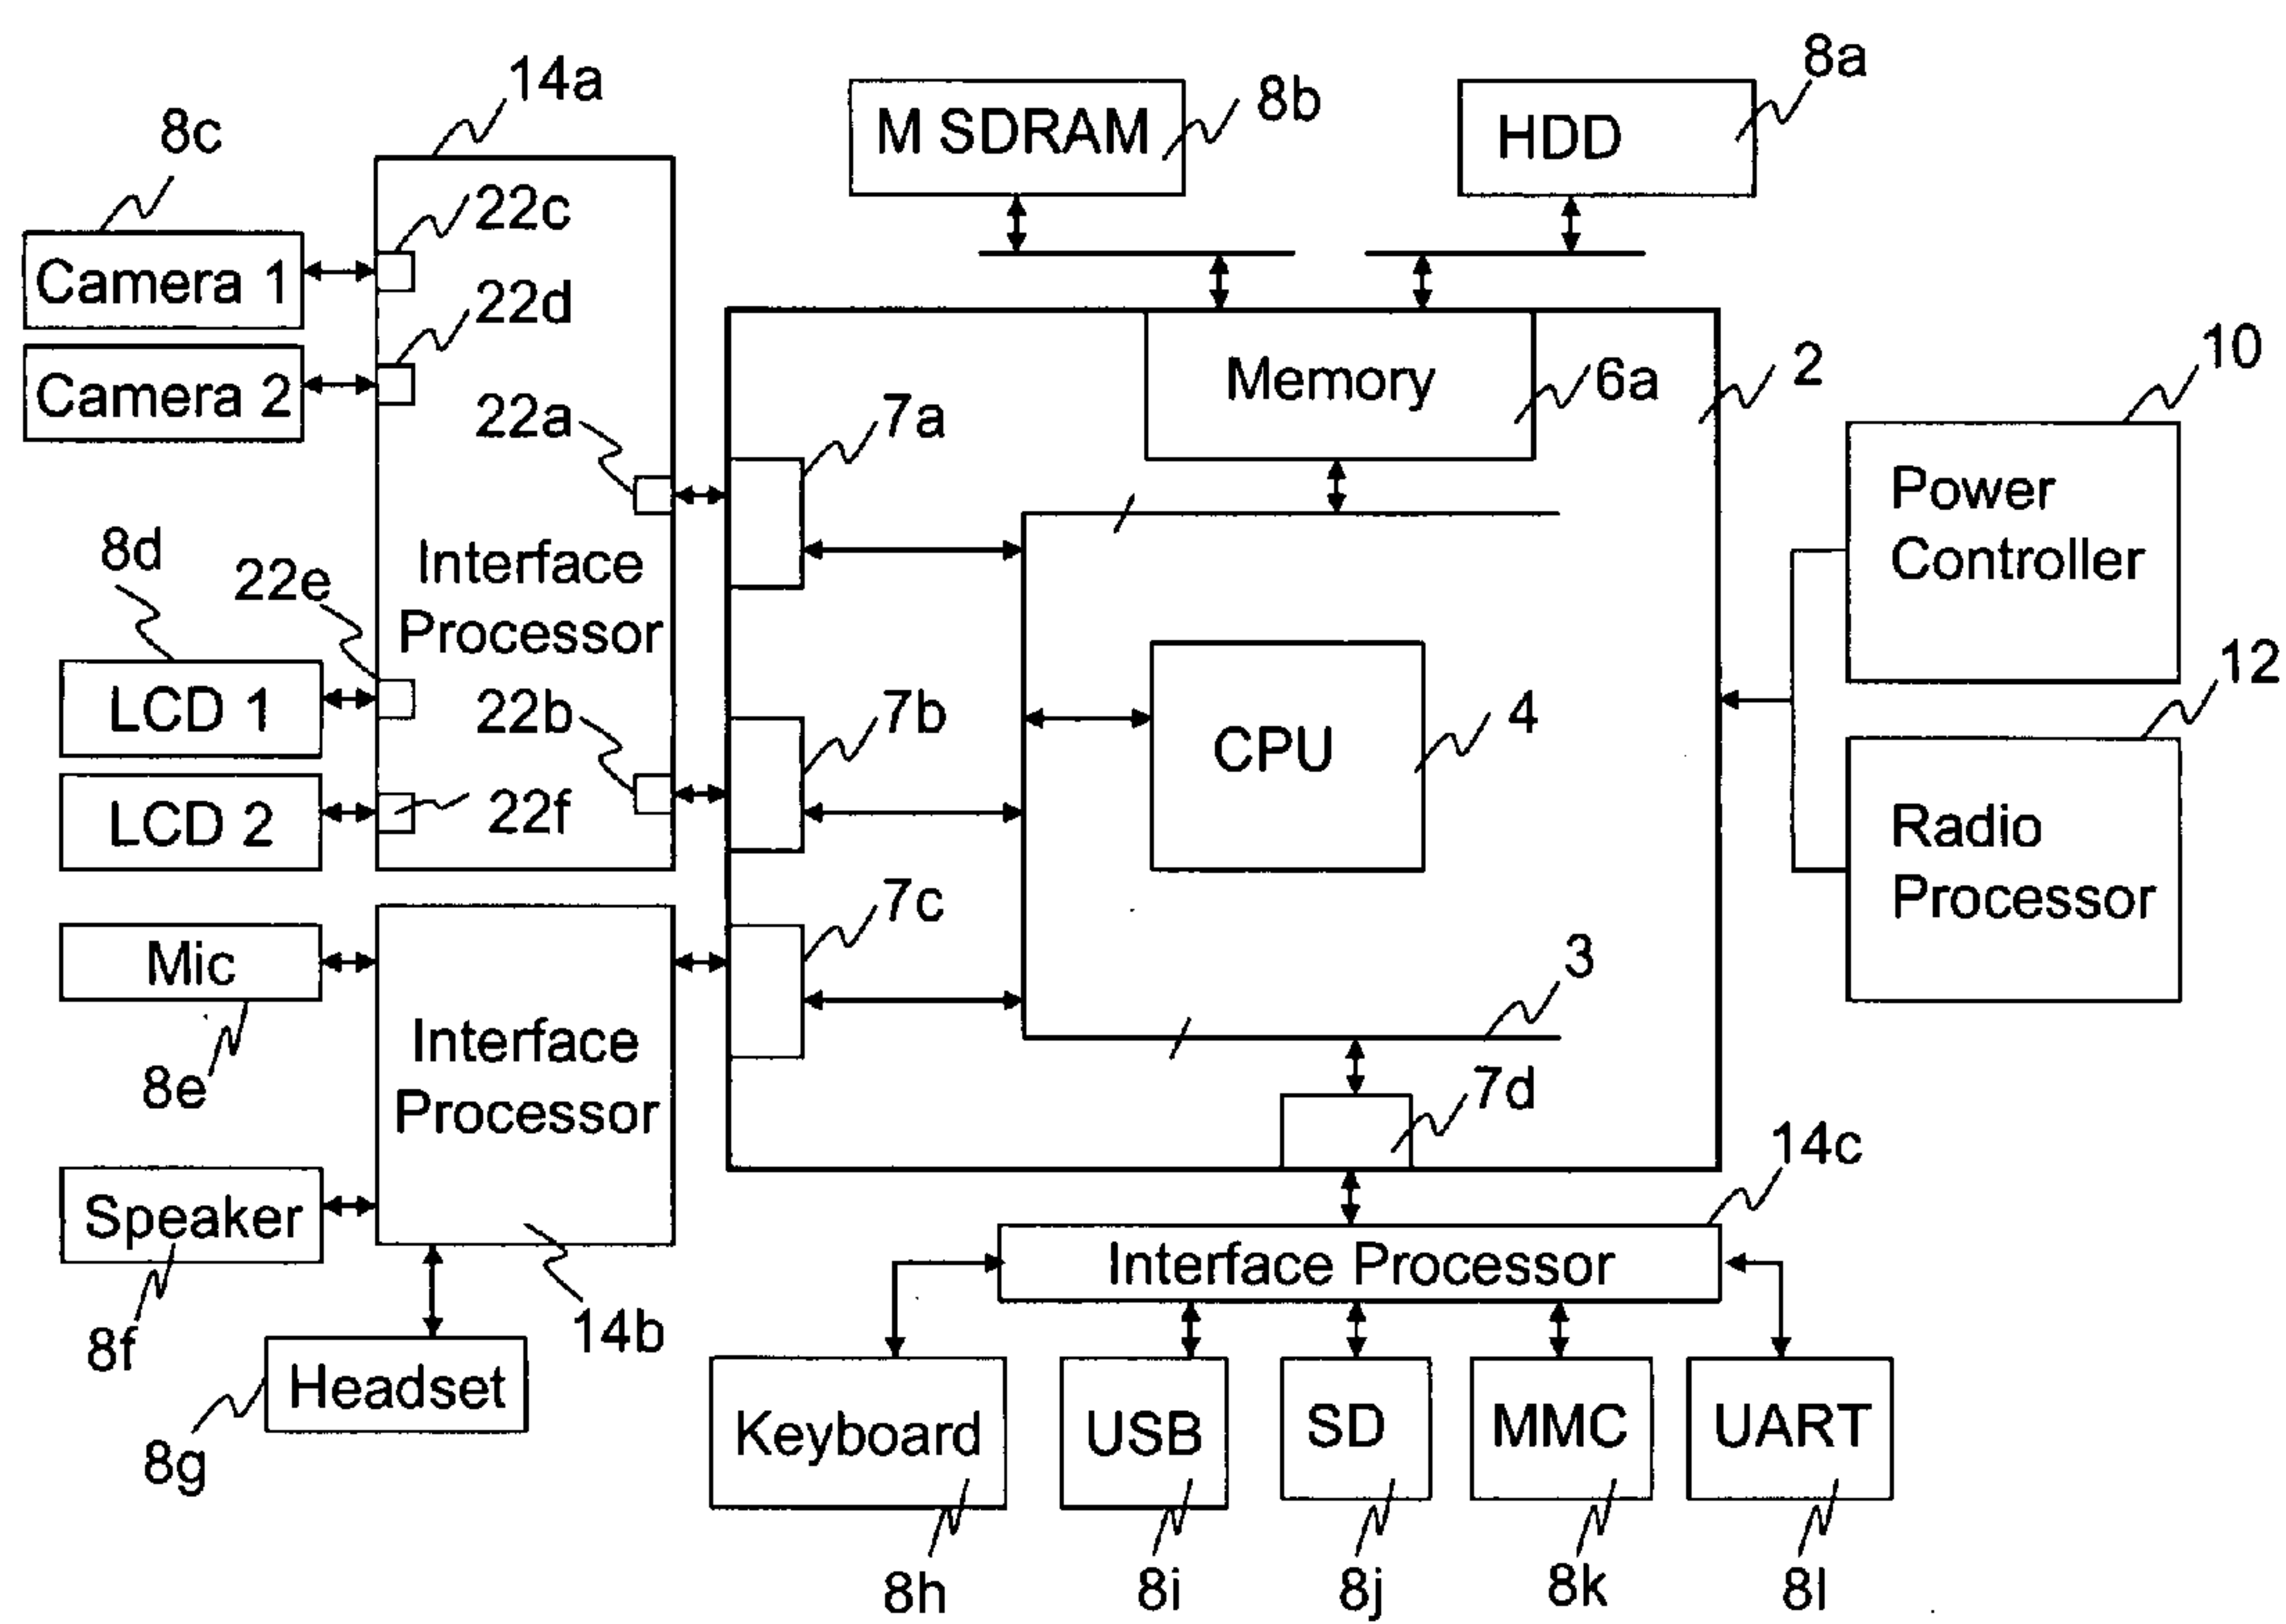 14a
8c
M SDRAM
8b
HDD
8a
Camera 1
22c
22d
Camera 2
22a
7a
Memory
6a
2
10
Power
Controller
8d
22e
Interface
Processor
LCD 1
22b
7b
CPU
4
12
LCD 2
22f
Radio
Processor
7c
Mic
3
8e
Interface
Processor
7d
14c
Speaker
Interface Processor
8f
14b
Headset
8g
Keyboard
USB
SD
MMC
UART
8h
8i
8j
8k
8l